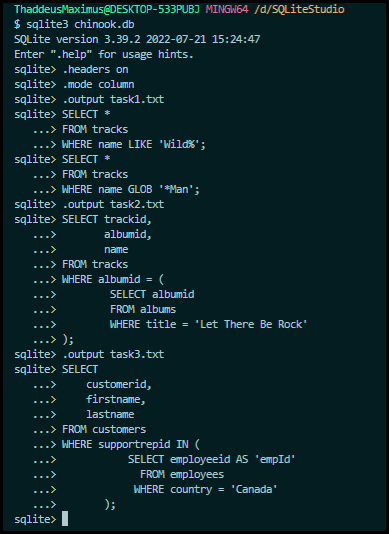 ThaddeusMaximus@DESKTOP-533PUBJ MINGW64 /d/SQLiteStudio
$ sqlite3 chinook.db
SQLite version 3.39.2 2022-07-21 15:24:47
Enter ".help" for usage hints.
sqlite> .headers on
sqlite> .mode column
sqlite> .output task1.txt
sqlite> SELECT *
   ...> FROM tracks
   ...> WHERE name LIKE 'Wild%';
sqlite> SELECT *
   ...> FROM tracks
   ...> WHERE name GLOB '*Man';
sqlite> .output task2.txt
sqlite> SELECT trackid,
   ...>        albumid,
   ...>        name
   ...> FROM tracks
   ...> WHERE albumid = (
   ...>         SELECT albumid
   ...>         FROM albums
   ...>         WHERE title = 'Let There Be Rock'
   ...> );
sqlite> .output task3.txt
sqlite> SELECT
   ...>     customerid,
   ...>     firstname,
   ...>     lastname
   ...> FROM customers
   ...> WHERE supportrepid IN (
   ...>            SELECT employeeid AS 'empId'
   ...>              FROM employees
   ...>             WHERE country = 'Canada'
   ...>        );
sqlite>